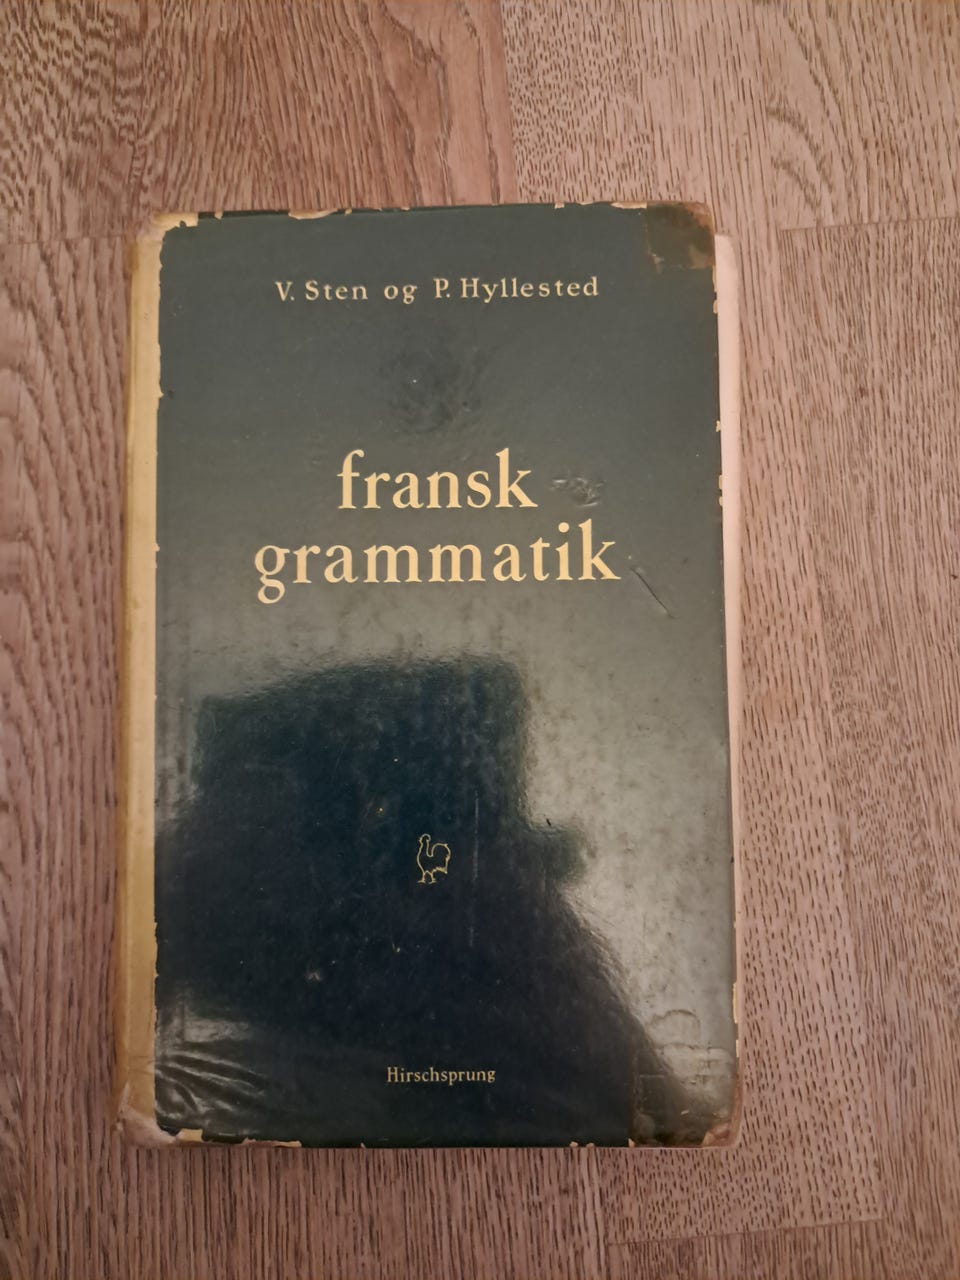 V. Sten og P. Hyllested
fransk
grammatik
Hirschsprung